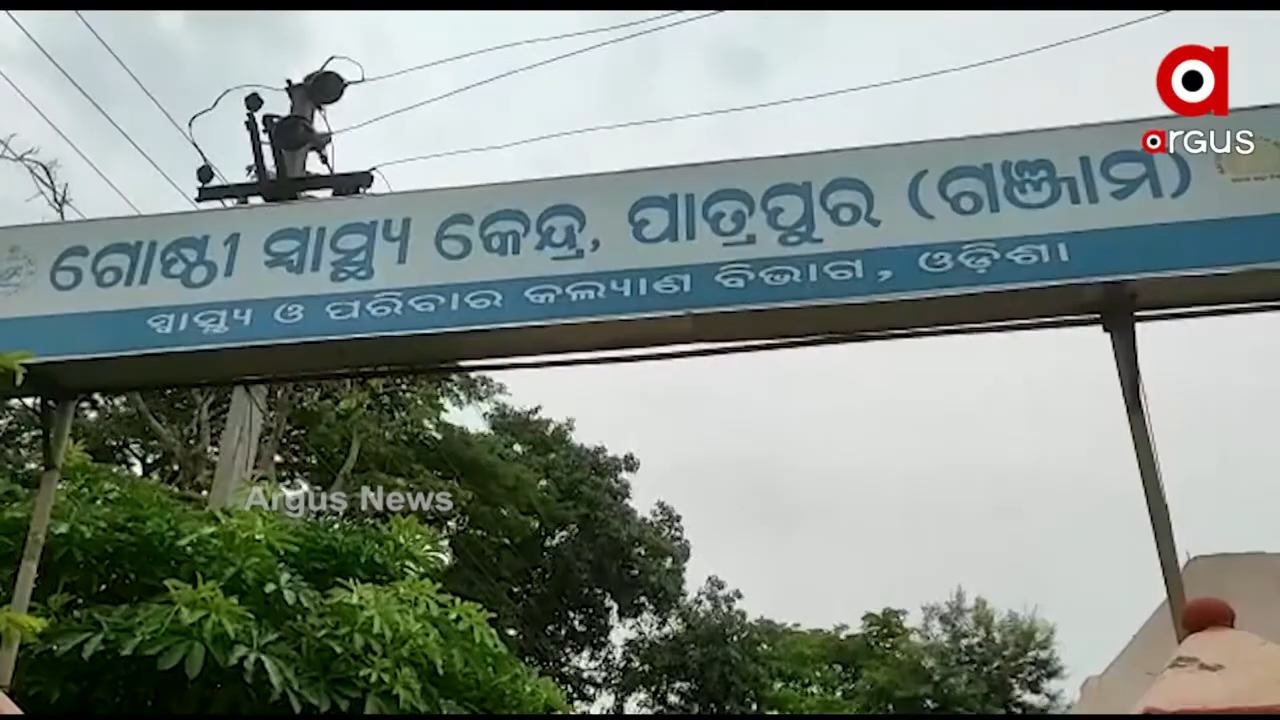 argus
ଗୋଷ୍ଠୀ ସ୍ୱାସ୍ଥ୍ୟ କେନ୍ଦ୍ର, ପାତ୍ରପୁର (ଗଞ୍ଜାମ)
ସ୍ୱାସ୍ଥ୍ୟ ଓ ପରିବାର କଲ୍ୟାଣ ବିଭାଗ, ଓଡ଼ିଶା
Argus News